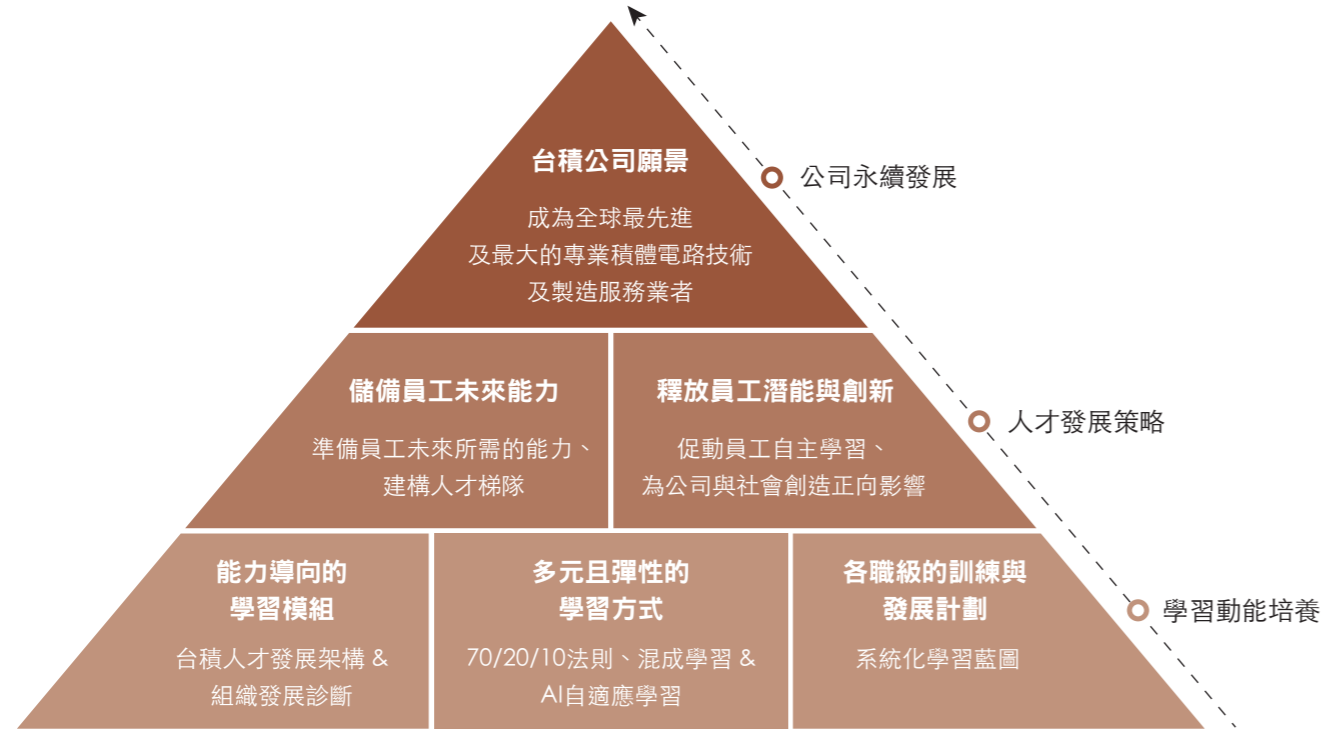 台積公司願景
成為全球最先進
及最大的專業積體電路技術
及製造服務業者
公司永續發展
儲備員工未來能力
準備員工未來所需的能力、
建構人才梯隊
釋放員工潛能與創新
促動員工自主學習、
為公司與社會創造正向影響
人才發展策略
能力導向的
學習模組
台積人才發展架構 &
組織發展診斷
多元且彈性的
學習方式
70/20/10法則、混成學習 &
AI自適應學習
各職級的訓練與
發展計劃
系統化學習藍圖
學習動能培養